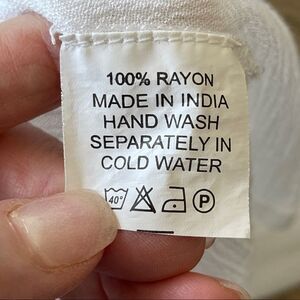 100% RAYON
MADE IN INDIA
HAND WASH
SEPARATELY IN
COLD WATER
40° P